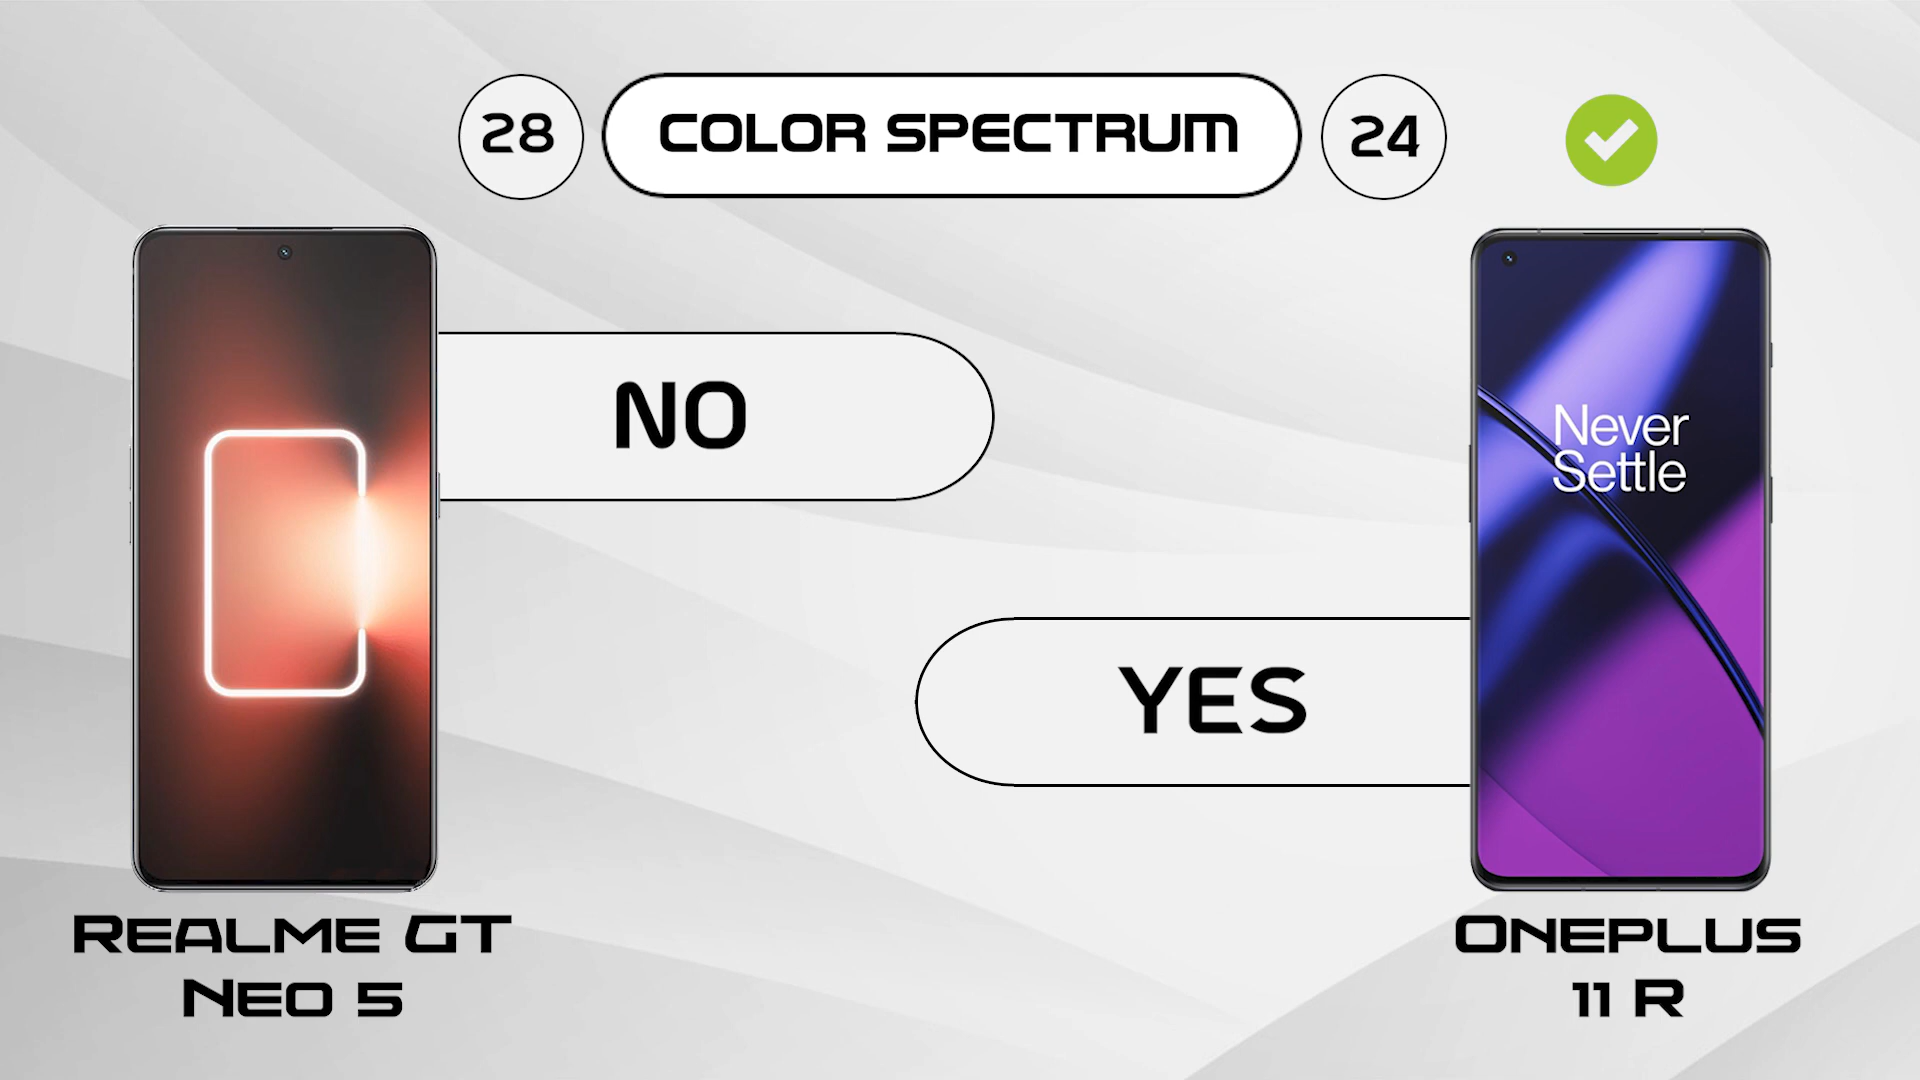 28
COLOR SPECTRUM
24
NO
Never
Settle
YES
REALME GT
NEO 5
ONEPLUS
11 R